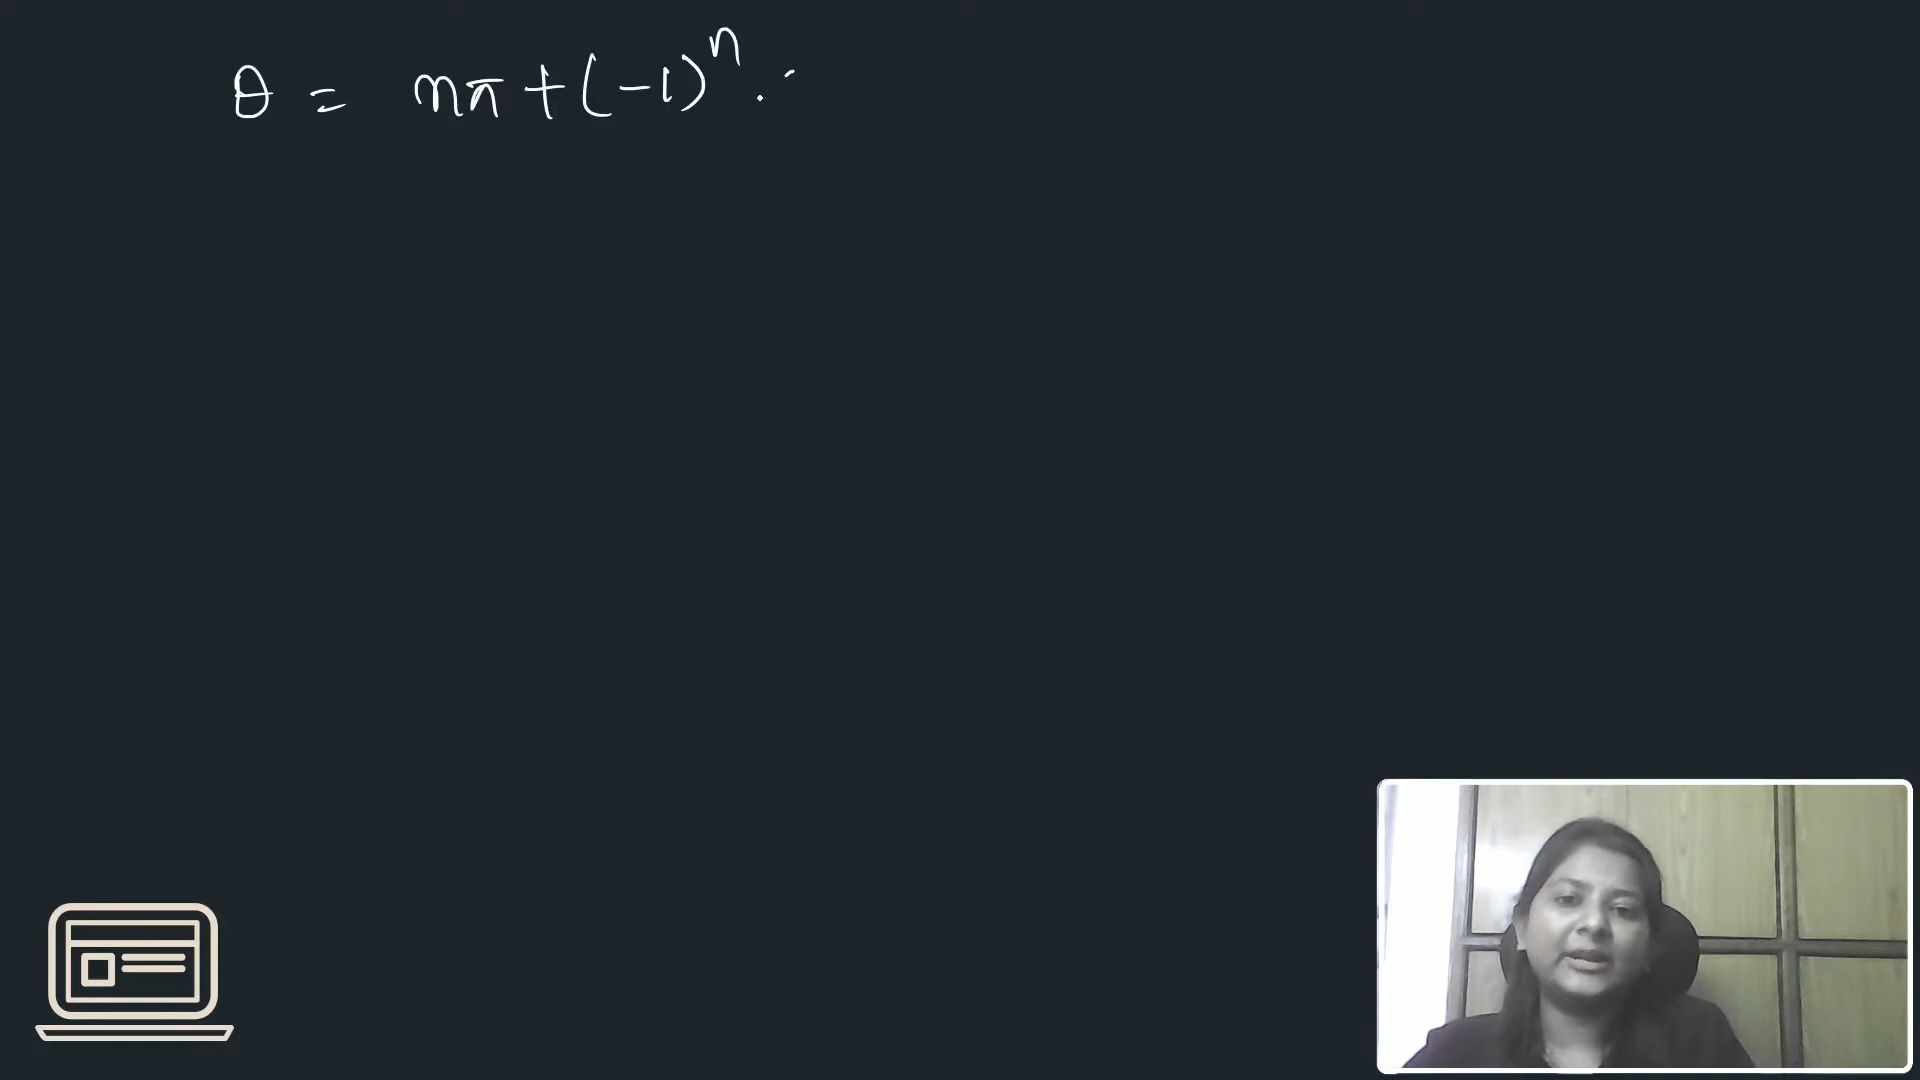 θ = nπ + (-1)^n .